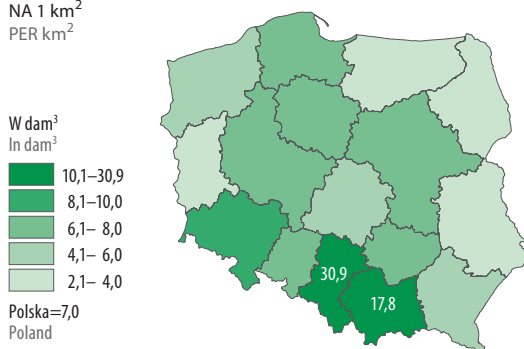 NA 1 km²
PER km²
W dam³
In dam³
10,1–30,9
8,1–10,0
6,1– 8,0
4,1– 6,0
2,1– 4,0
Polska=7,0
Poland
30,9
17,8